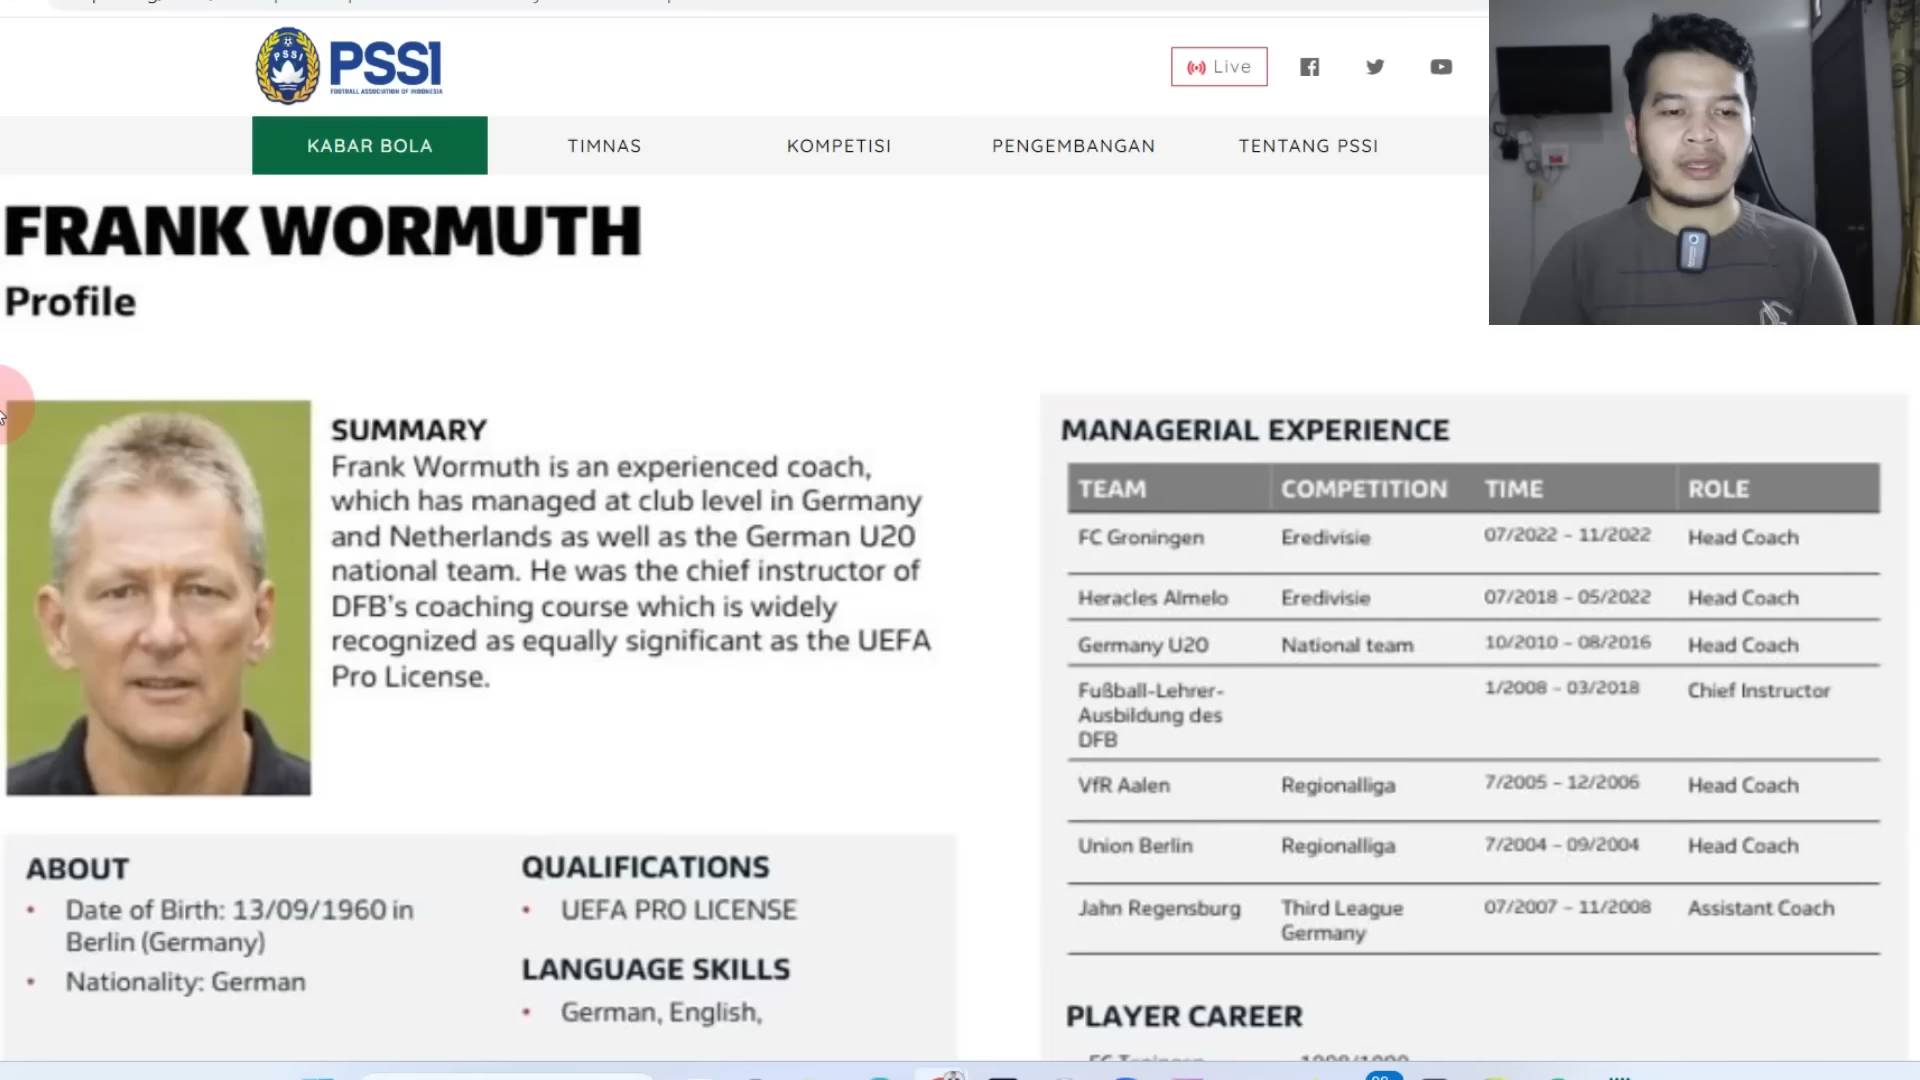 PSSI
PSSI
FOOTBALL ASSOCIATION OF INDONESIA
Live
KABAR BOLA
TIMNAS
KOMPETISI
PENGEMBANGAN
TENTANG PSSI
FRANK WORMUTH
Profile
SUMMARY
Frank Wormuth is an experienced coach,
which has managed at club level in Germany
and Netherlands as well as the German U20
national team. He was the chief instructor of
DFB's coaching course which is widely
recognized as equally significant as the UEFA
Pro License.
ABOUT
• Date of Birth: 13/09/1960 in
Berlin (Germany)
• Nationality: German
QUALIFICATIONS
• UEFA PRO LICENSE
LANGUAGE SKILLS
• German, English,
MANAGERIAL EXPERIENCE
TEAM COMPETITION TIME ROLE
FC Groningen Eredivisie 07/2022 - 11/2022 Head Coach
Heracles Almelo Eredivisie 07/2018 - 05/2022 Head Coach
Germany U20 National team 10/2010 - 08/2016 Head Coach
Fußball-Lehrer- 1/2008 - 03/2018 Chief Instructor
Ausbildung des
DFB
VfR Aalen Regionalliga 7/2005 - 12/2006 Head Coach
Union Berlin Regionalliga 7/2004 - 09/2004 Head Coach
Jahn Regensburg Third League 07/2007 - 11/2008 Assistant Coach
Germany
PLAYER CAREER